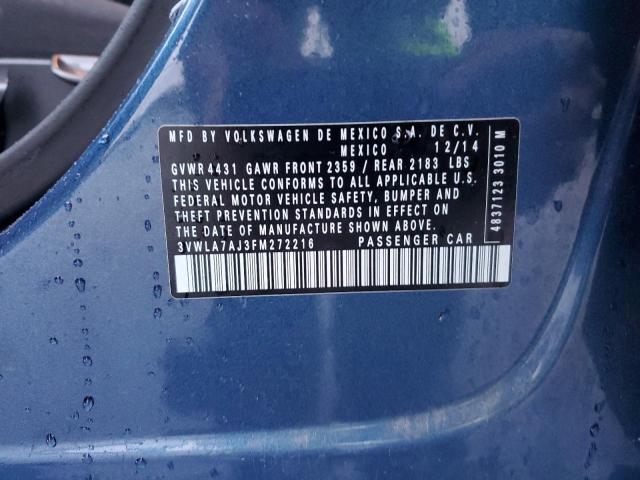 MFD BY VOLKSWAGEN DE MEXICO S.A. DE C.V.
MEXICO 12/14
GVWR 4431 GAWR FRONT 2359 / REAR 2183 LBS
THIS VEHICLE CONFORMS TO ALL APPLICABLE U.S.
FEDERAL MOTOR VEHICLE SAFETY, BUMPER AND
THEFT PREVENTION STANDARDS IN EFFECT ON
THE DATE OF MANUFACTURE SHOWN ABOVE
3VWLA7AJ3FM272216 PASSENGER CAR
4837123 3010 M